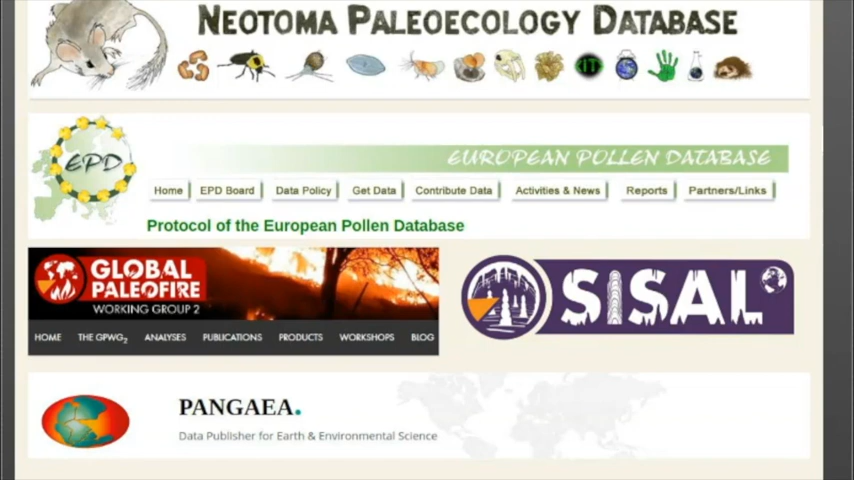 NEOTOMA PALEOECOLOGY DATABASE
EPD
EUROPEAN POLLEN DATABASE
Home EPD Board Data Policy Get Data Contribute Data Activities & News Reports Partners/Links
Protocol of the European Pollen Database
GLOBAL
PALEOFIRE
WORKING GROUP 2
HOME THE GPWG2 ANALYSES PUBLICATIONS PRODUCTS WORKSHOPS BLOG
SISAL
PANGAEA.
Data Publisher for Earth & Environmental Science